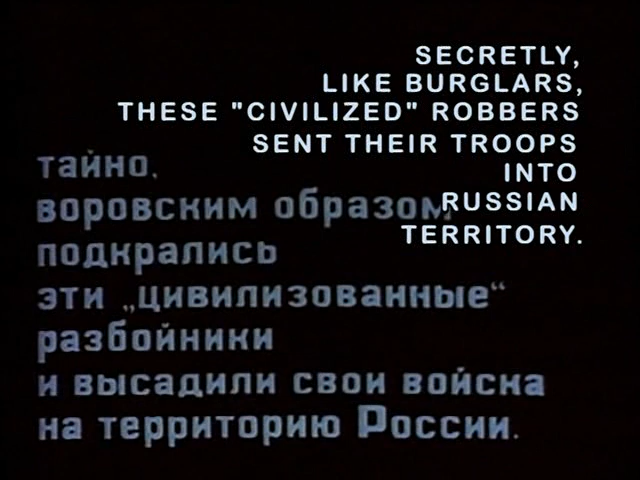 SECRETLY,
LIKE BURGLARS,
THESE "CIVILIZED" ROBBERS
SENT THEIR TROOPS
INTO
RUSSIAN
TERRITORY.
тайно,
воровским образом
подкрались
эти „цивилизованные“
разбойники
и высадили свои войска
на территорию России.